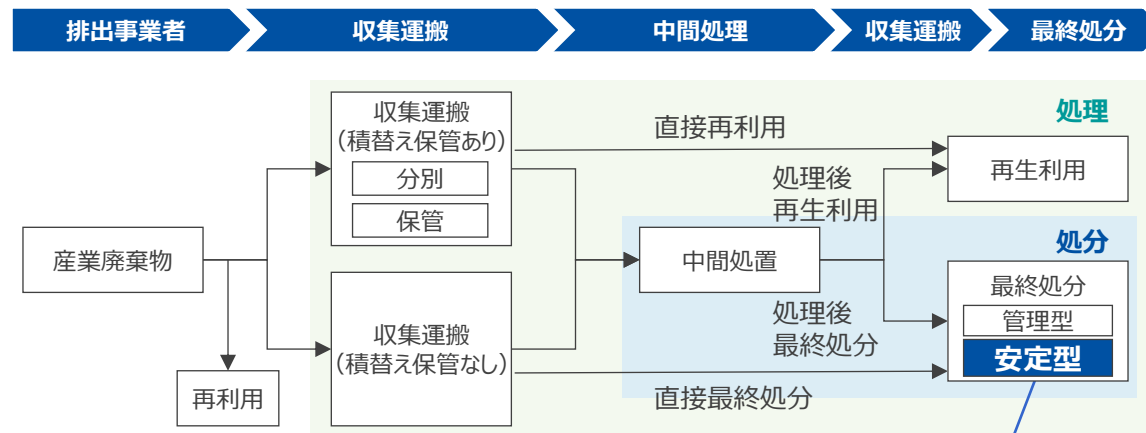 排出事業者
収集運搬
中間処理
収集運搬
最終処分
処理
収集運搬
（積替え保管あり）
分別
保管
直接再利用
再生利用
処理後
再生利用
処分
産業廃棄物
中間処置
最終処分
管理型
安定型
処理後
最終処分
収集運搬
（積替え保管なし）
直接最終処分
再利用